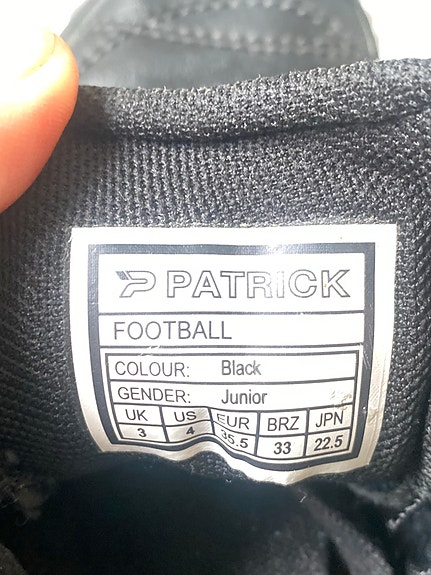 PATRICK
FOOTBALL
COLOUR: Black
GENDER: Junior
UK US EUR BRZ JPN
3 4 35.5 33 22.5